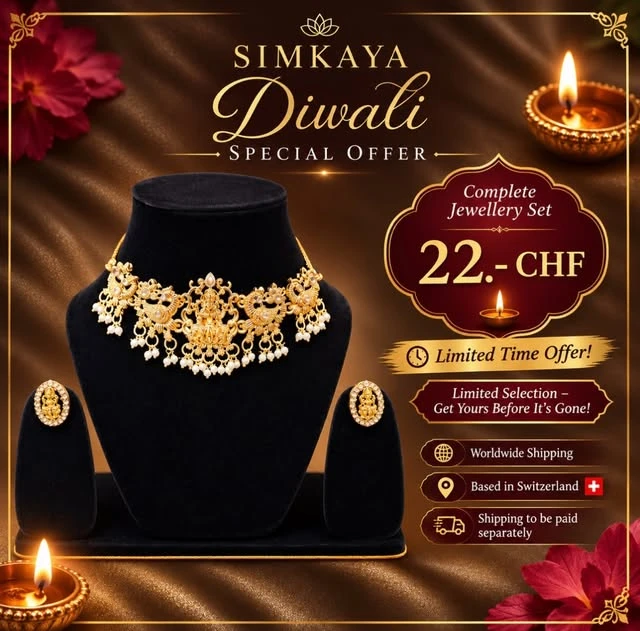 SIMKAYA
Diwali
SPECIAL OFFER
Complete
Jewellery Set
22.- CHF
Limited Time Offer!
Limited Selection –
Get Yours Before It's Gone!
Worldwide Shipping
Based in Switzerland
Shipping to be paid
separately